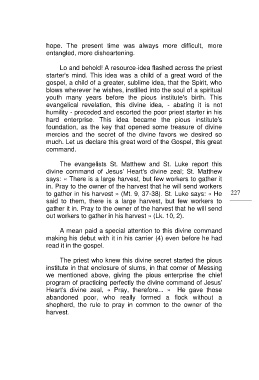 hope. The present time was always more difficult, more
entangled, more disheartening.
Lo and behold! A resource-idea flashed across the priest
starter's mind. This idea was a child of a great word of the
gospel, a child of a greater, sublime idea, that the Spirit, who
blows wherever he wishes, instilled into the soul of a spiritual
youth many years before the pious institute's birth. This
evangelical revelation, this divine idea, - abating it is not
humility - preceded and escorted the poor priest starter in his
hard enterprise. This idea became the pious institute's
foundation, as the key that opened some treasure of divine
mercies and the secret of the divine favors we desired so
much. Let us declare this great word of the Gospel, this great
command.
The evangelists St. Matthew and St. Luke report this
divine command of Jesus' Heart's divine zeal; St. Matthew
says: « There is a large harvest, but few workers to gather it
in. Pray to the owner of the harvest that he will send workers
to gather in his harvest » (Mt. 9, 37-38). St. Luke says: « He
said to them, there is a large harvest, but few workers to
gather it in. Pray to the owner of the harvest that he will send
out workers to gather in his harvest » (Lk. 10, 2).
227
A mean paid a special attention to this divine command
making his debut with it in his carrier (4) even before he had
read it in the gospel.
The priest who knew this divine secret started the pious
institute in that enclosure of slums, in that corner of Messing
we mentioned above, giving the pious enterprise the chief
program of practicing perfectly the divine command of Jesus'
Heart's divine zeal, « Pray, therefore... » He gave those
abandoned poor, who really formed a flock without a
shepherd, the rule to pray in common to the owner of the
harvest.